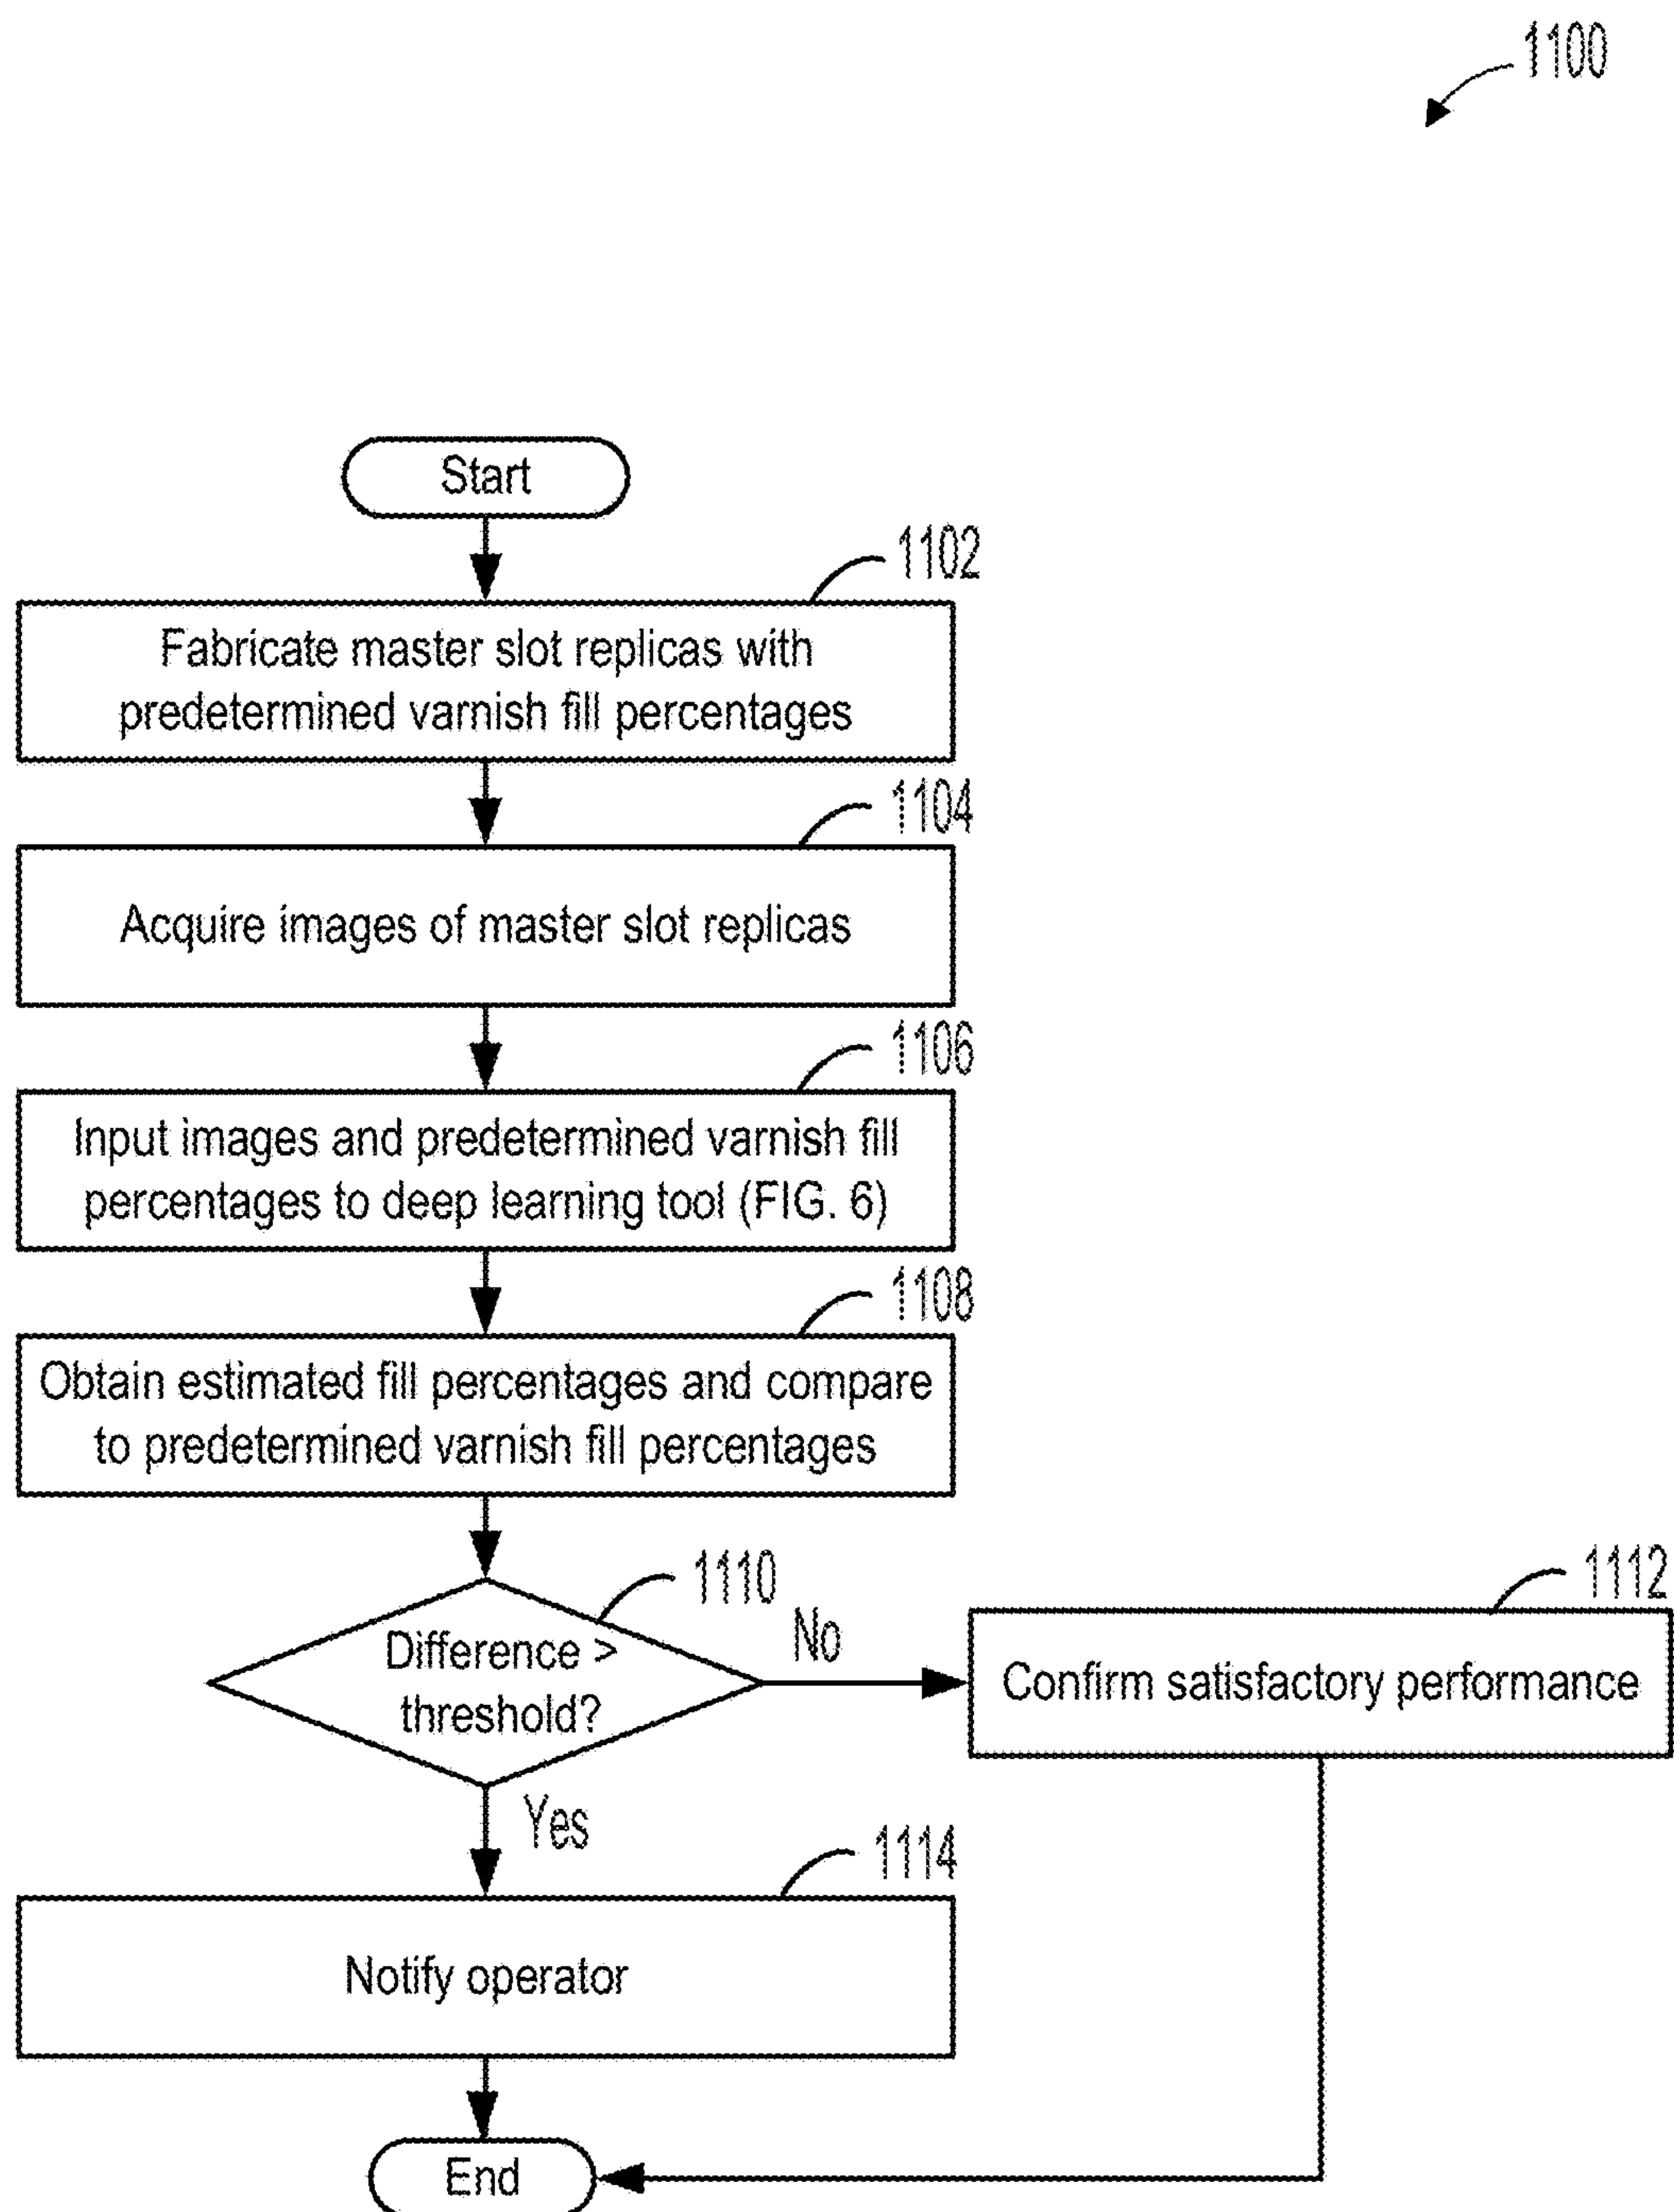 1100
Start
1102
Fabricate master slot replicas with
predetermined varnish fill percentages
1104
Acquire images of master slot replicas
1106
Input images and predetermined varnish fill
percentages to deep learning tool (FIG. 6)
1108
Obtain estimated fill percentages and compare
to predetermined varnish fill percentages
1110
Difference >
threshold?
No
1112
Confirm satisfactory performance
Yes
1114
Notify operator
End